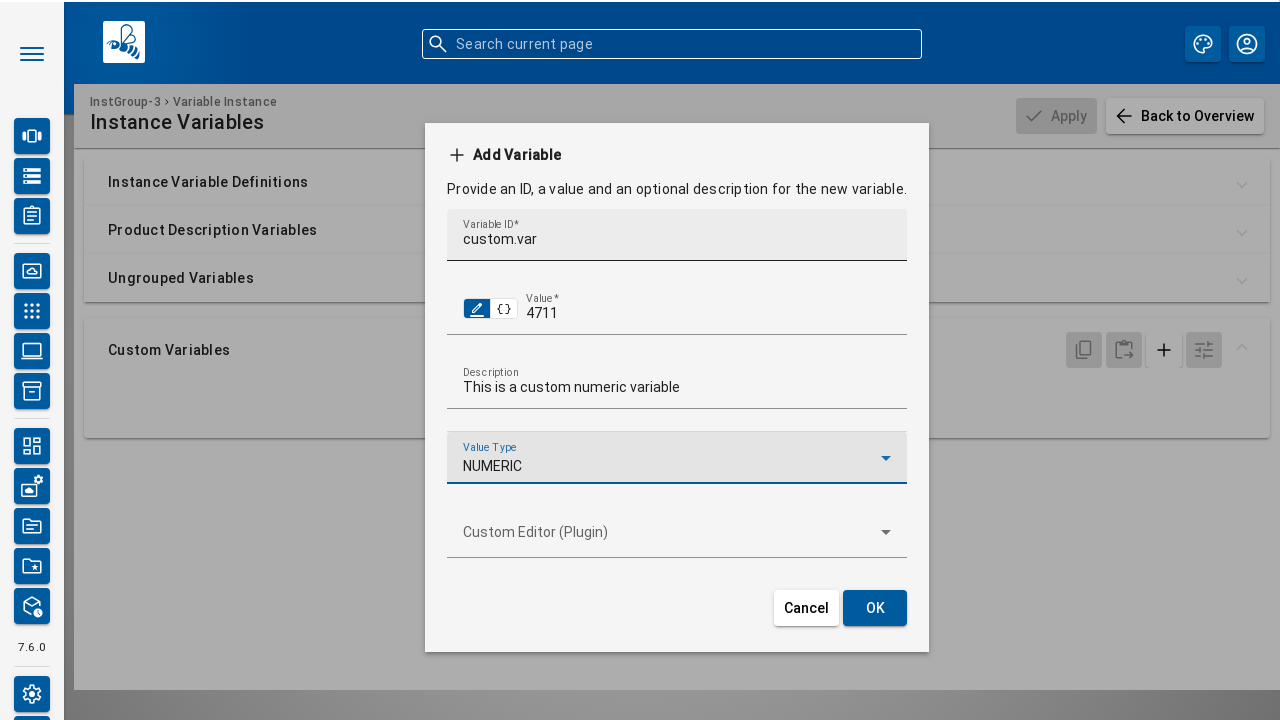 Search current page
InstGroup-3 › Variable Instance
Instance Variables
Apply
Back to Overview
Instance Variable Definitions
Product Description Variables
Ungrouped Variables
Custom Variables
Add Variable
Provide an ID, a value and an optional description for the new variable.
Variable ID*
custom.var
Value *
4711
Description
This is a custom numeric variable
Value Type
NUMERIC
Custom Editor (Plugin)
Cancel
OK
7.6.0